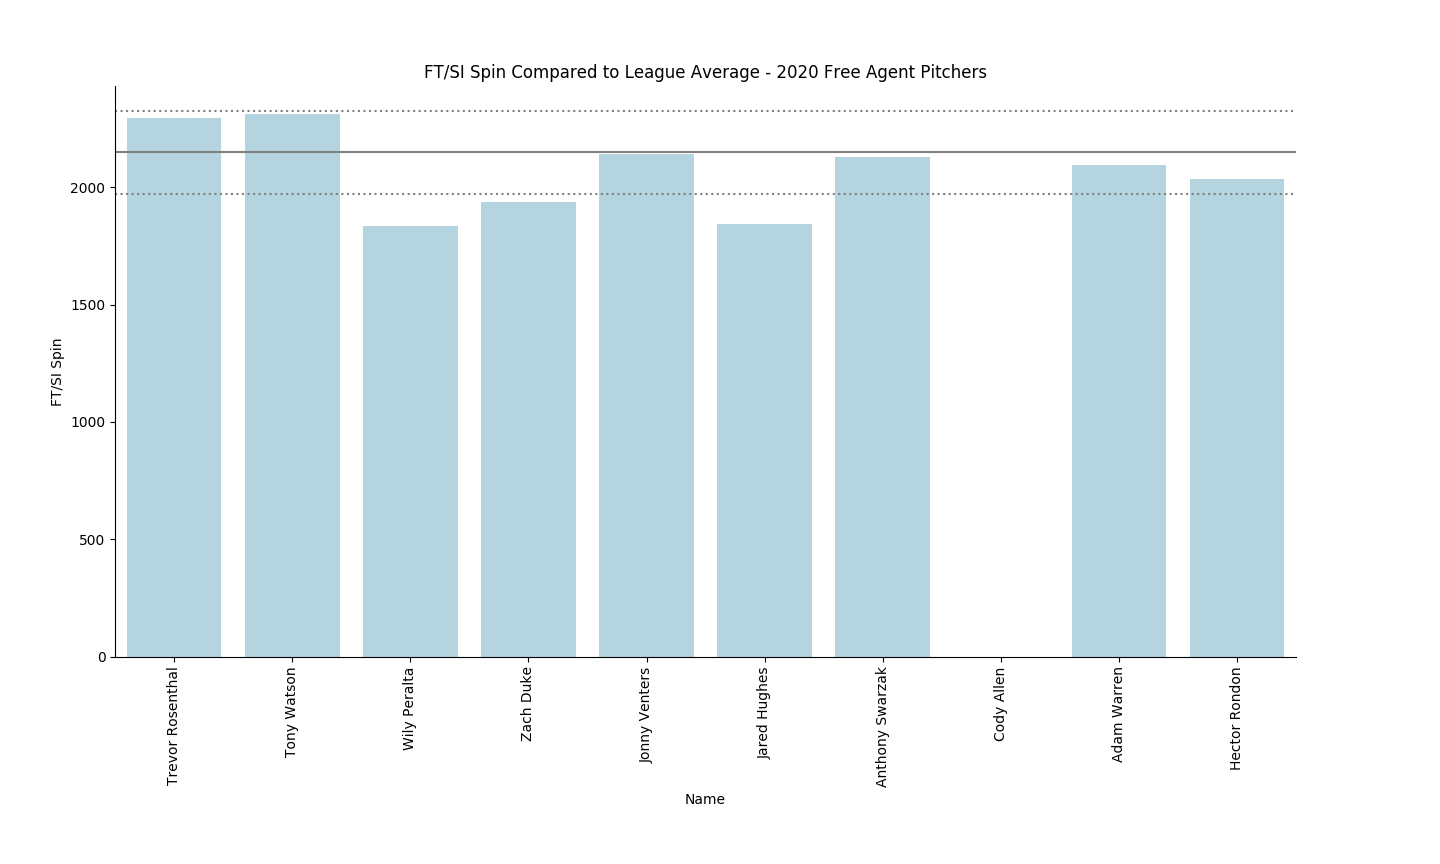 FT/SI Spin Compared to League Average - 2020 Free Agent Pitchers
FT/SI Spin
2000
1500
1000
500
0
Trevor Rosenthal
Tony Watson
Wily Peralta
Zach Duke
Jonny Venters
Jared Hughes
Anthony Swarzak
Cody Allen
Adam Warren
Hector Rondon
Name